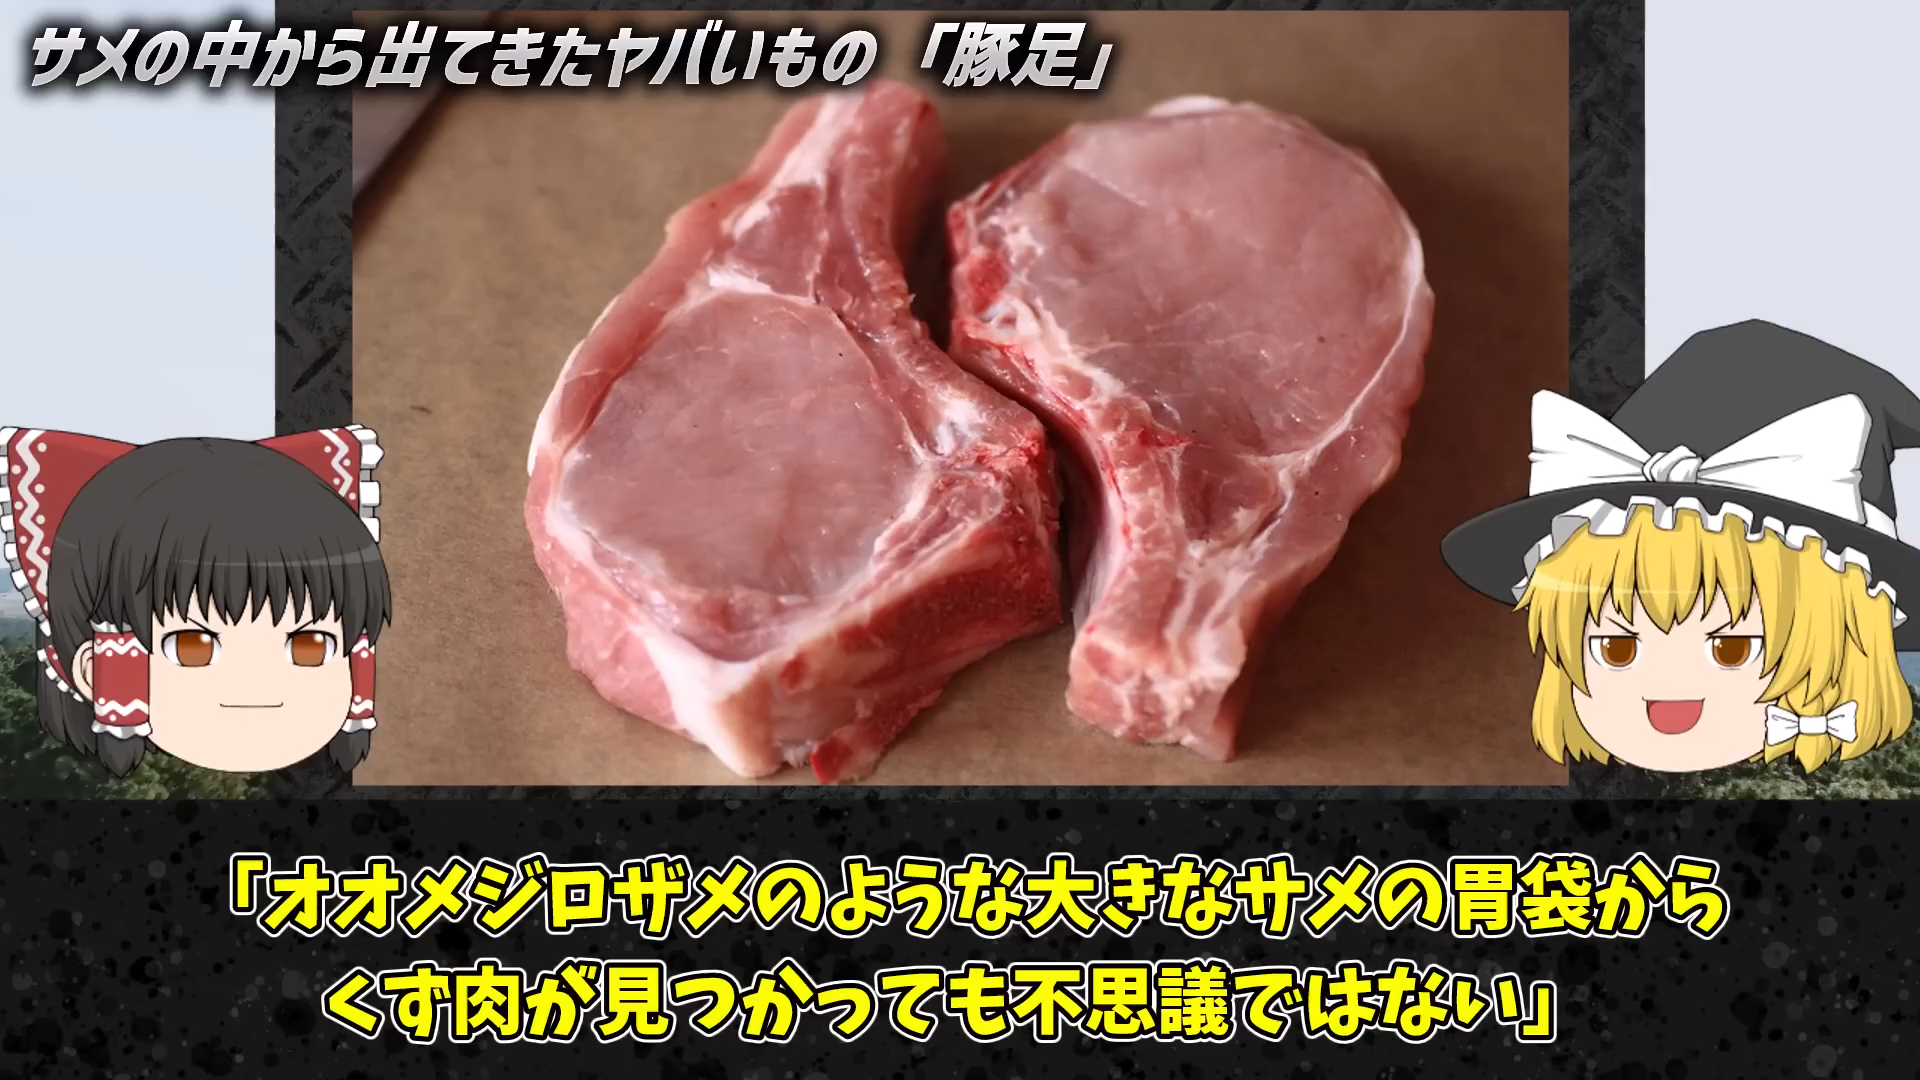 サメの中から出てきたヤバいもの「豚足」
「オオメジロザメのような大きなサメの胃袋から
くず肉が見つかっても不思議ではない」